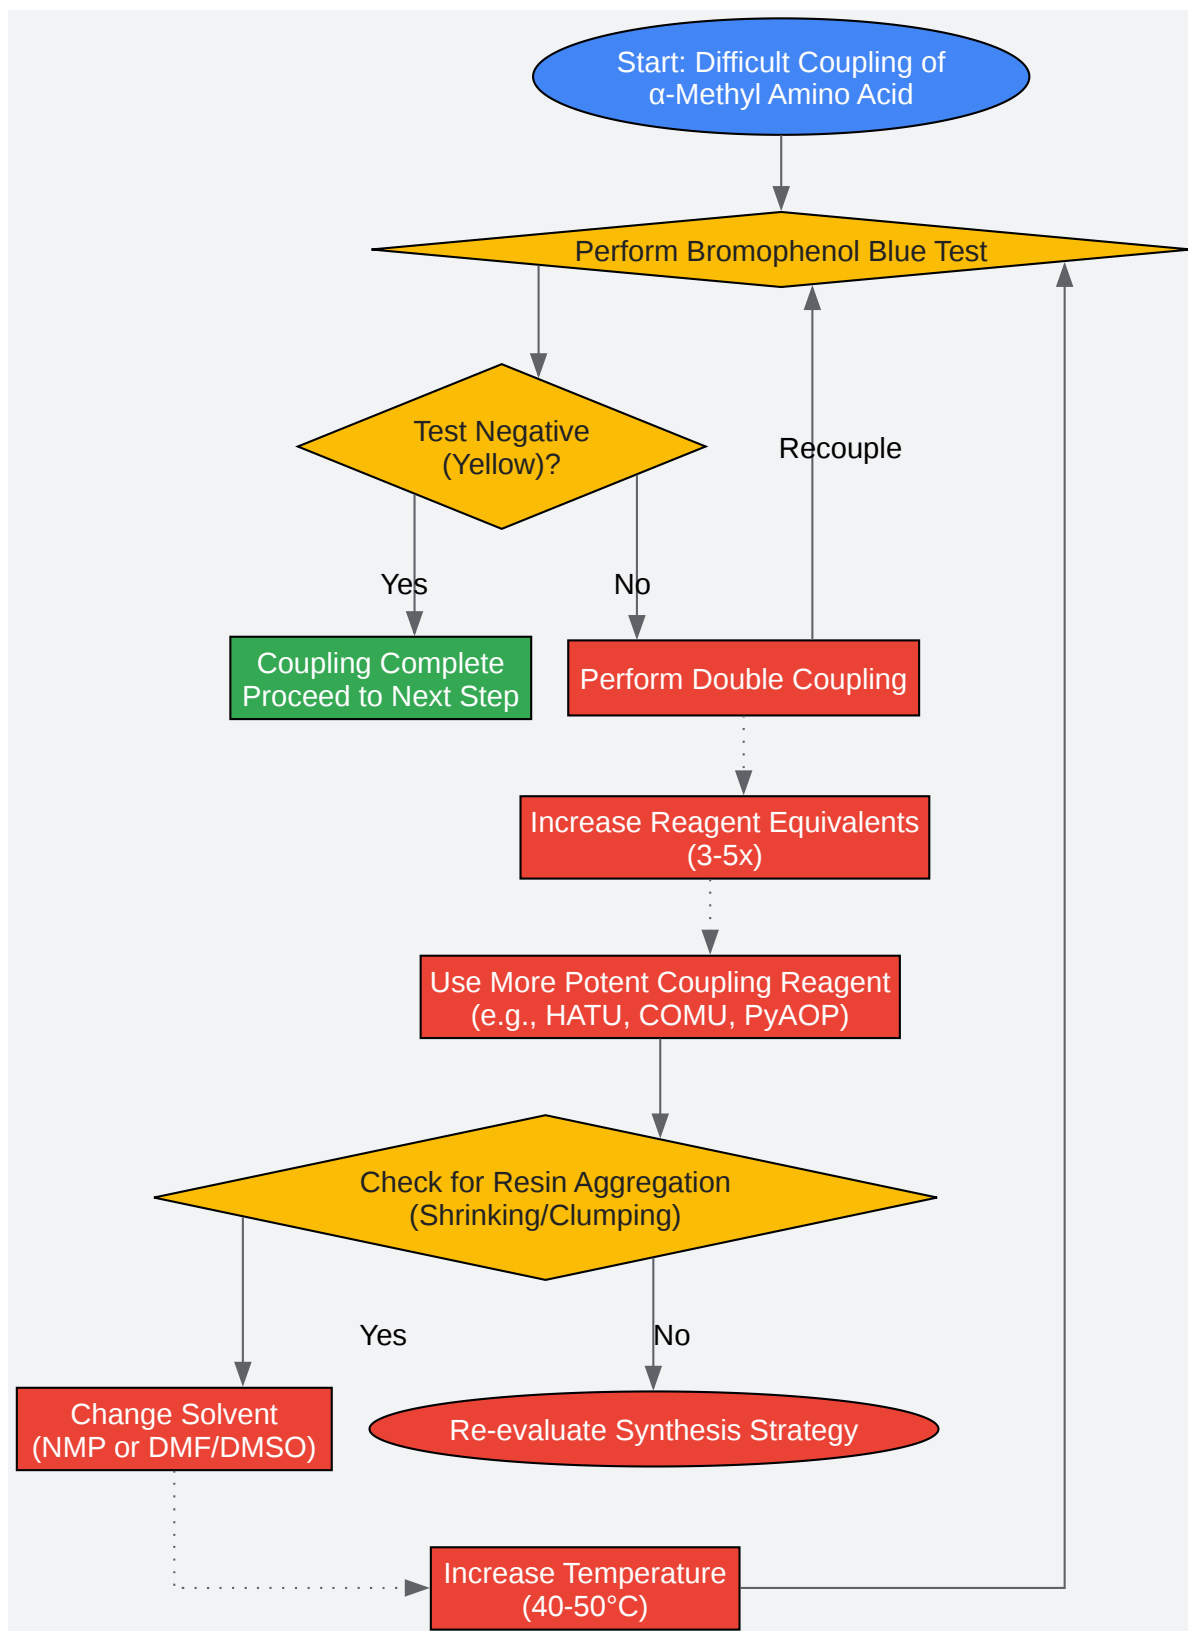 Start: Difficult Coupling of
α-Methyl Amino Acid
Perform Bromophenol Blue Test
Test Negative
(Yellow)?
Recouple
Yes
No
Coupling Complete
Proceed to Next Step
Perform Double Coupling
Increase Reagent Equivalents
(3-5x)
Use More Potent Coupling Reagent
(e.g., HATU, COMU, PyAOP)
Check for Resin Aggregation
(Shrinking/Clumping)
Yes
No
Change Solvent
(NMP or DMF/DMSO)
Re-evaluate Synthesis Strategy
Increase Temperature
(40-50°C)